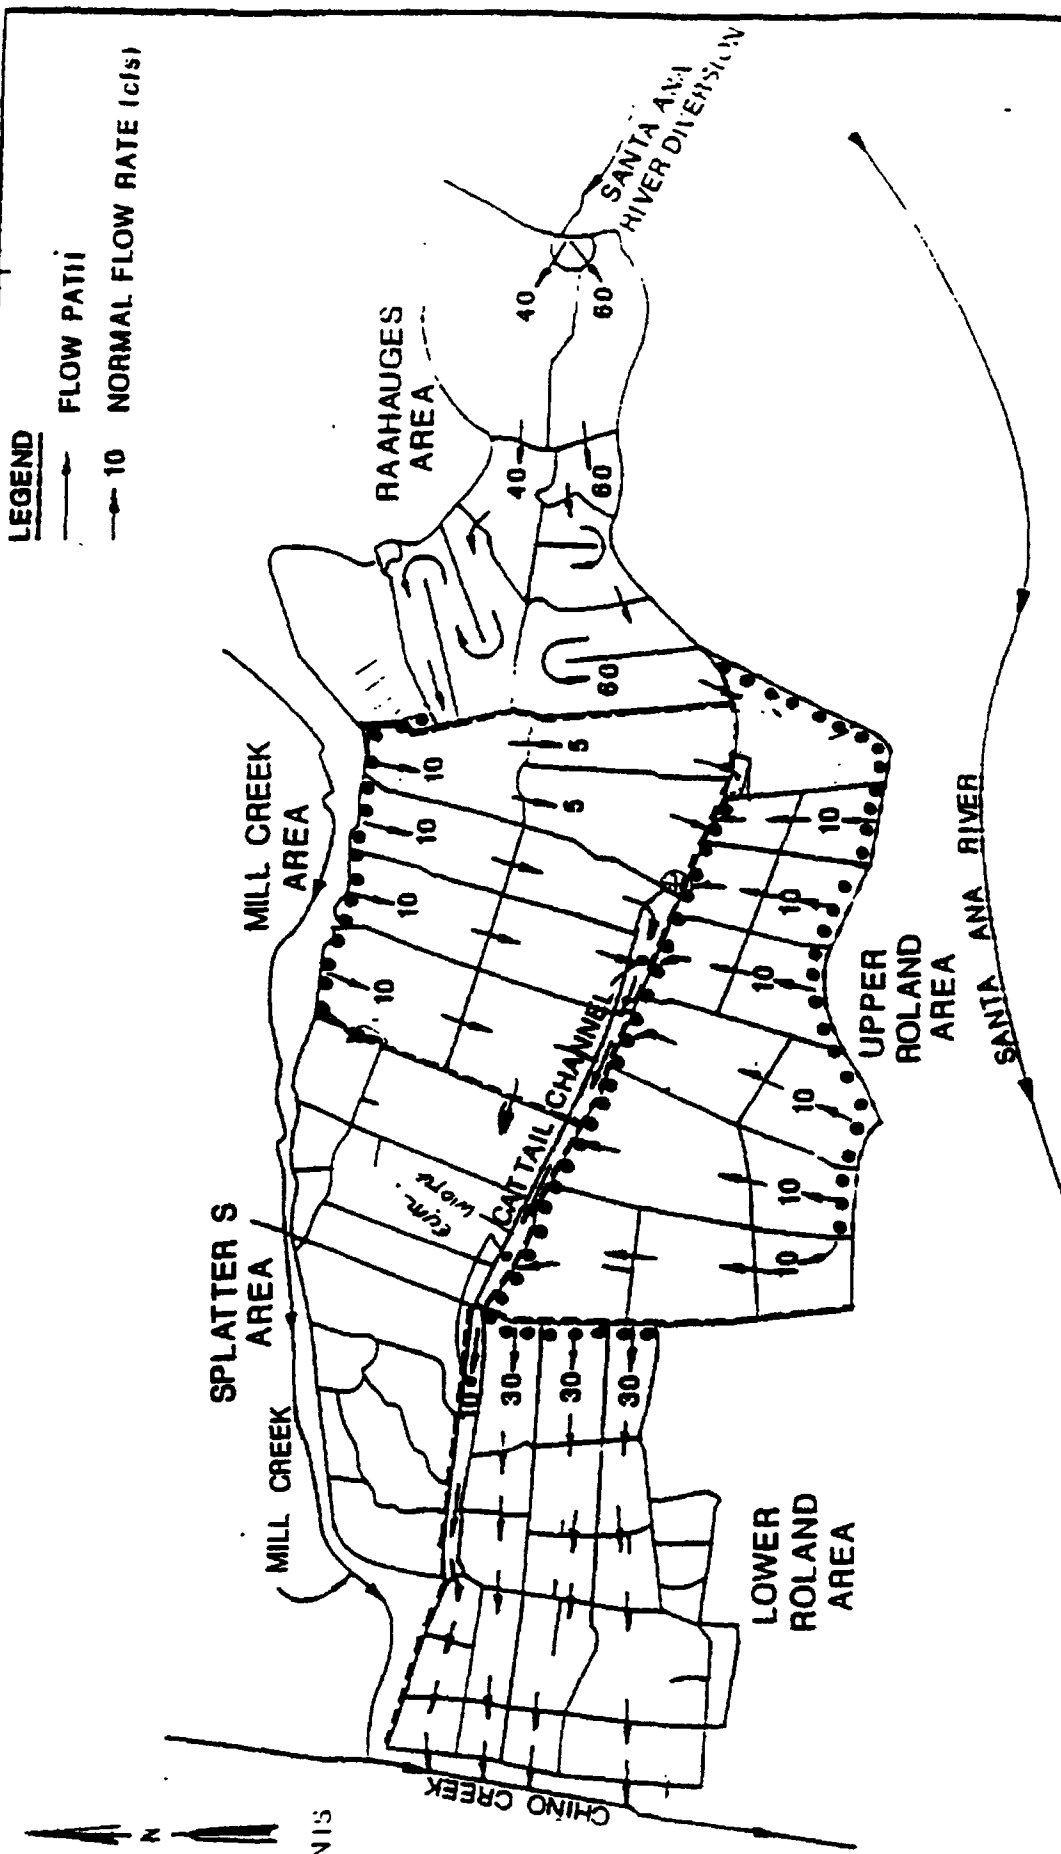 LEGEND
FLOW PATH
10 NORMAL FLOW RATE (cfs)
SANTA ANA
RIVER DIVERSION
40
60
RAAHAUGES
AREA
40
60
60
MILL CREEK
AREA
10
10
10
10
5
5
10
10
10
10
10
10
UPPER
ROLAND
AREA
SANTA ANA RIVER
CATTAIL CHANNEL
SPLATTER S
AREA
MILL CREEK
10
30
30
30
LOWER
ROLAND
AREA
CHINO CREEK
N
NTS